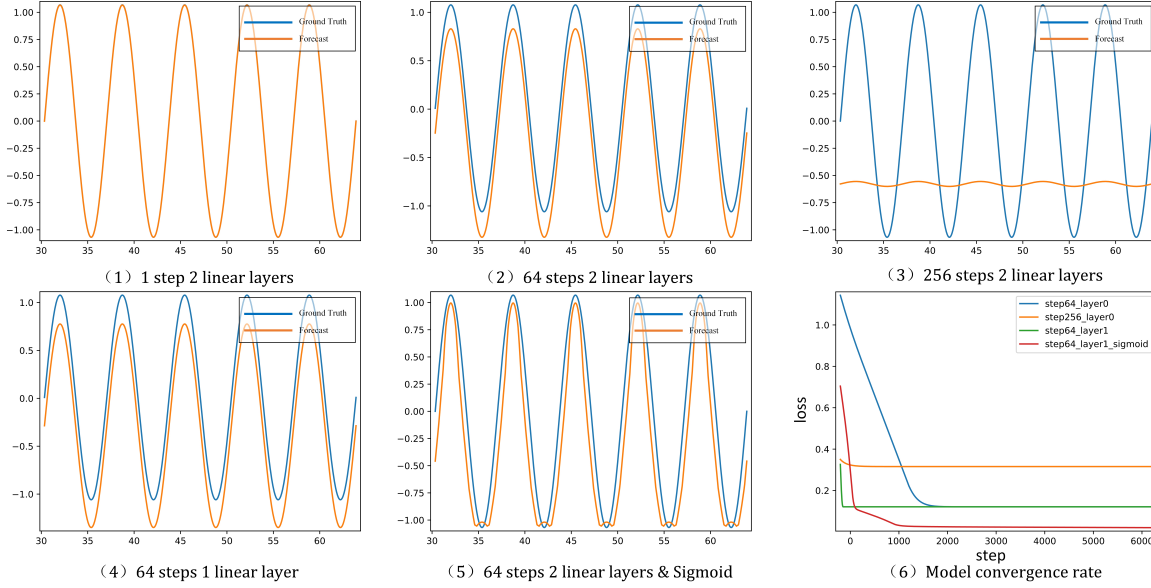 1.00
0.75
0.50
0.25
0.00
−0.25
−0.50
−0.75
−1.00
30 35 40 45 50 55 60
Ground Truth
Forecast
（1）1 step 2 linear layers
1.0
0.5
0.0
−0.5
−1.0
30 35 40 45 50 55 60
Ground Truth
Forecast
（2）64 steps 2 linear layers
1.00
0.75
0.50
0.25
0.00
−0.25
−0.50
−0.75
−1.00
30 35 40 45 50 55 60
Ground Truth
Forecast
（3）256 steps 2 linear layers
1.0
0.5
0.0
−0.5
−1.0
30 35 40 45 50 55 60
Ground Truth
Forecast
（4）64 steps 1 linear layer
1.00
0.75
0.50
0.25
0.00
−0.25
−0.50
−0.75
−1.00
30 35 40 45 50 55 60
Ground Truth
Forecast
（5）64 steps 2 linear layers & Sigmoid
loss
1.0
0.8
0.6
0.4
0.2
step64_layer0
step256_layer0
step64_layer1
step64_layer1_sigmoid
0 1000 2000 3000 4000 5000 6000
step
（6）Model convergence rate